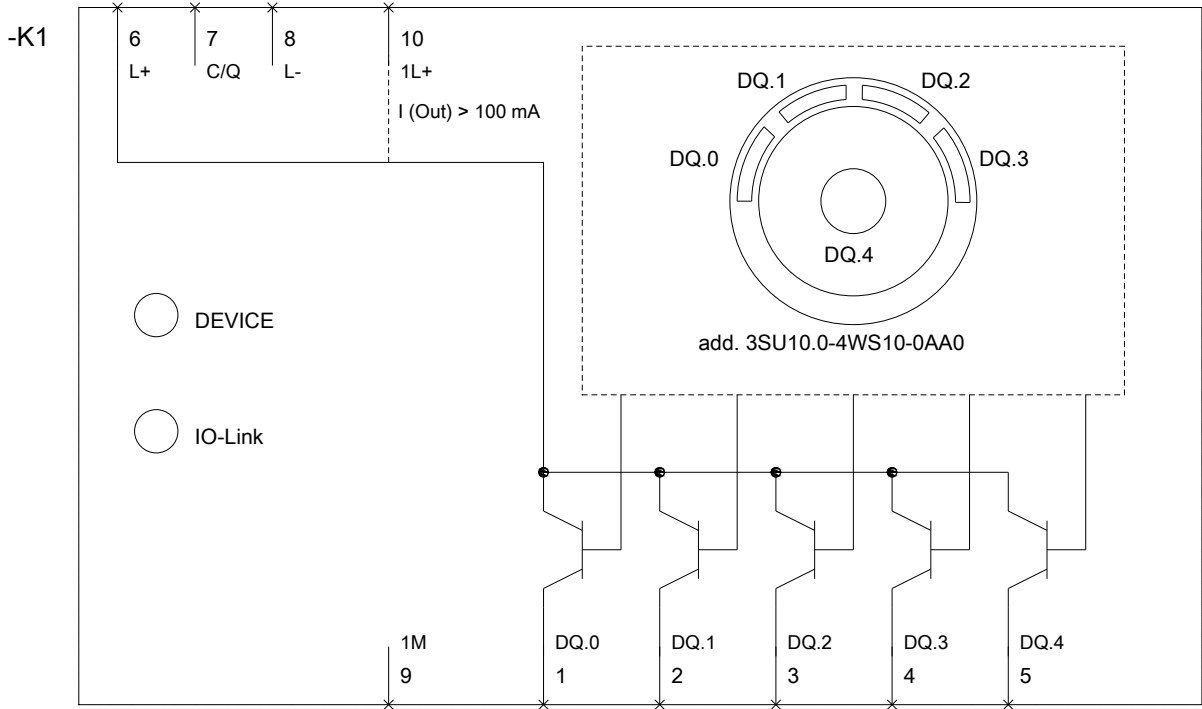 -K1
6 7 8 10
L+ C/Q L- 1L+
I (Out) > 100 mA
DQ.1 DQ.2
DQ.0 DQ.3
DQ.4
add. 3SU10.0-4WS10-0AA0
DEVICE
IO-Link
1M DQ.0 DQ.1 DQ.2 DQ.3 DQ.4
9 1 2 3 4 5